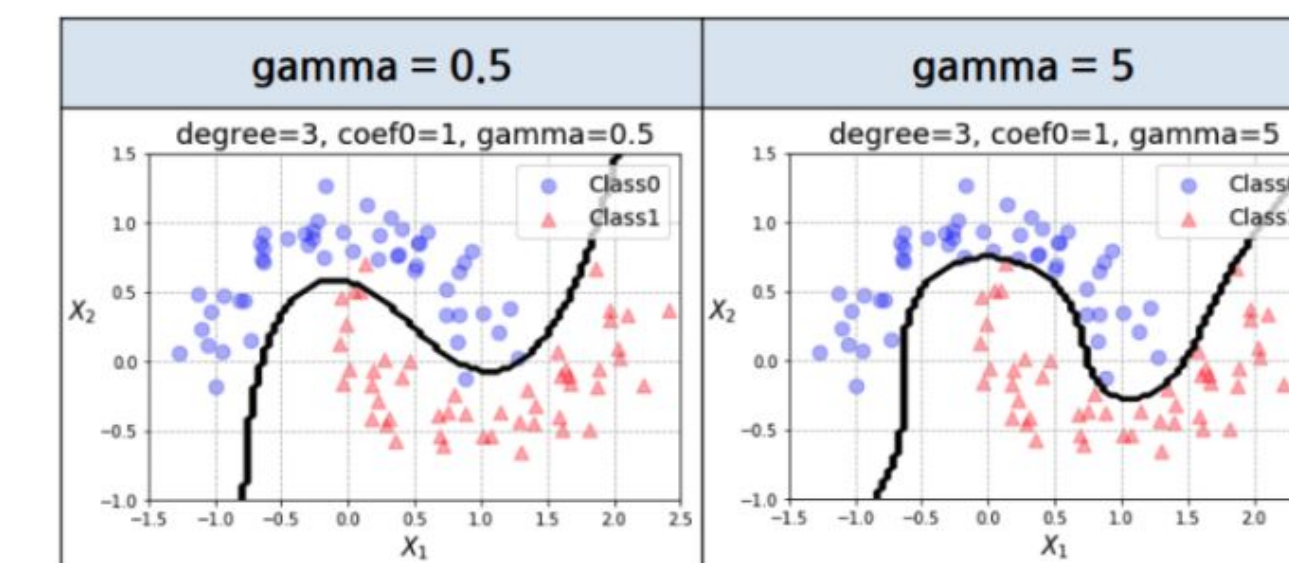 gamma = 0.5
gamma = 5
degree=3, coef0=1, gamma=0.5
1.5
1.0
0.5
0.0
−0.5
−1.0
X2
Class0
Class1
−1.5 −1.0 −0.5 0.0 0.5 1.0 1.5 2.0 2.5
X1
degree=3, coef0=1, gamma=5
1.5
1.0
0.5
0.0
−0.5
−1.0
X2
Class
Class
−1.5 −1.0 −0.5 0.0 0.5 1.0 1.5 2.0
X1